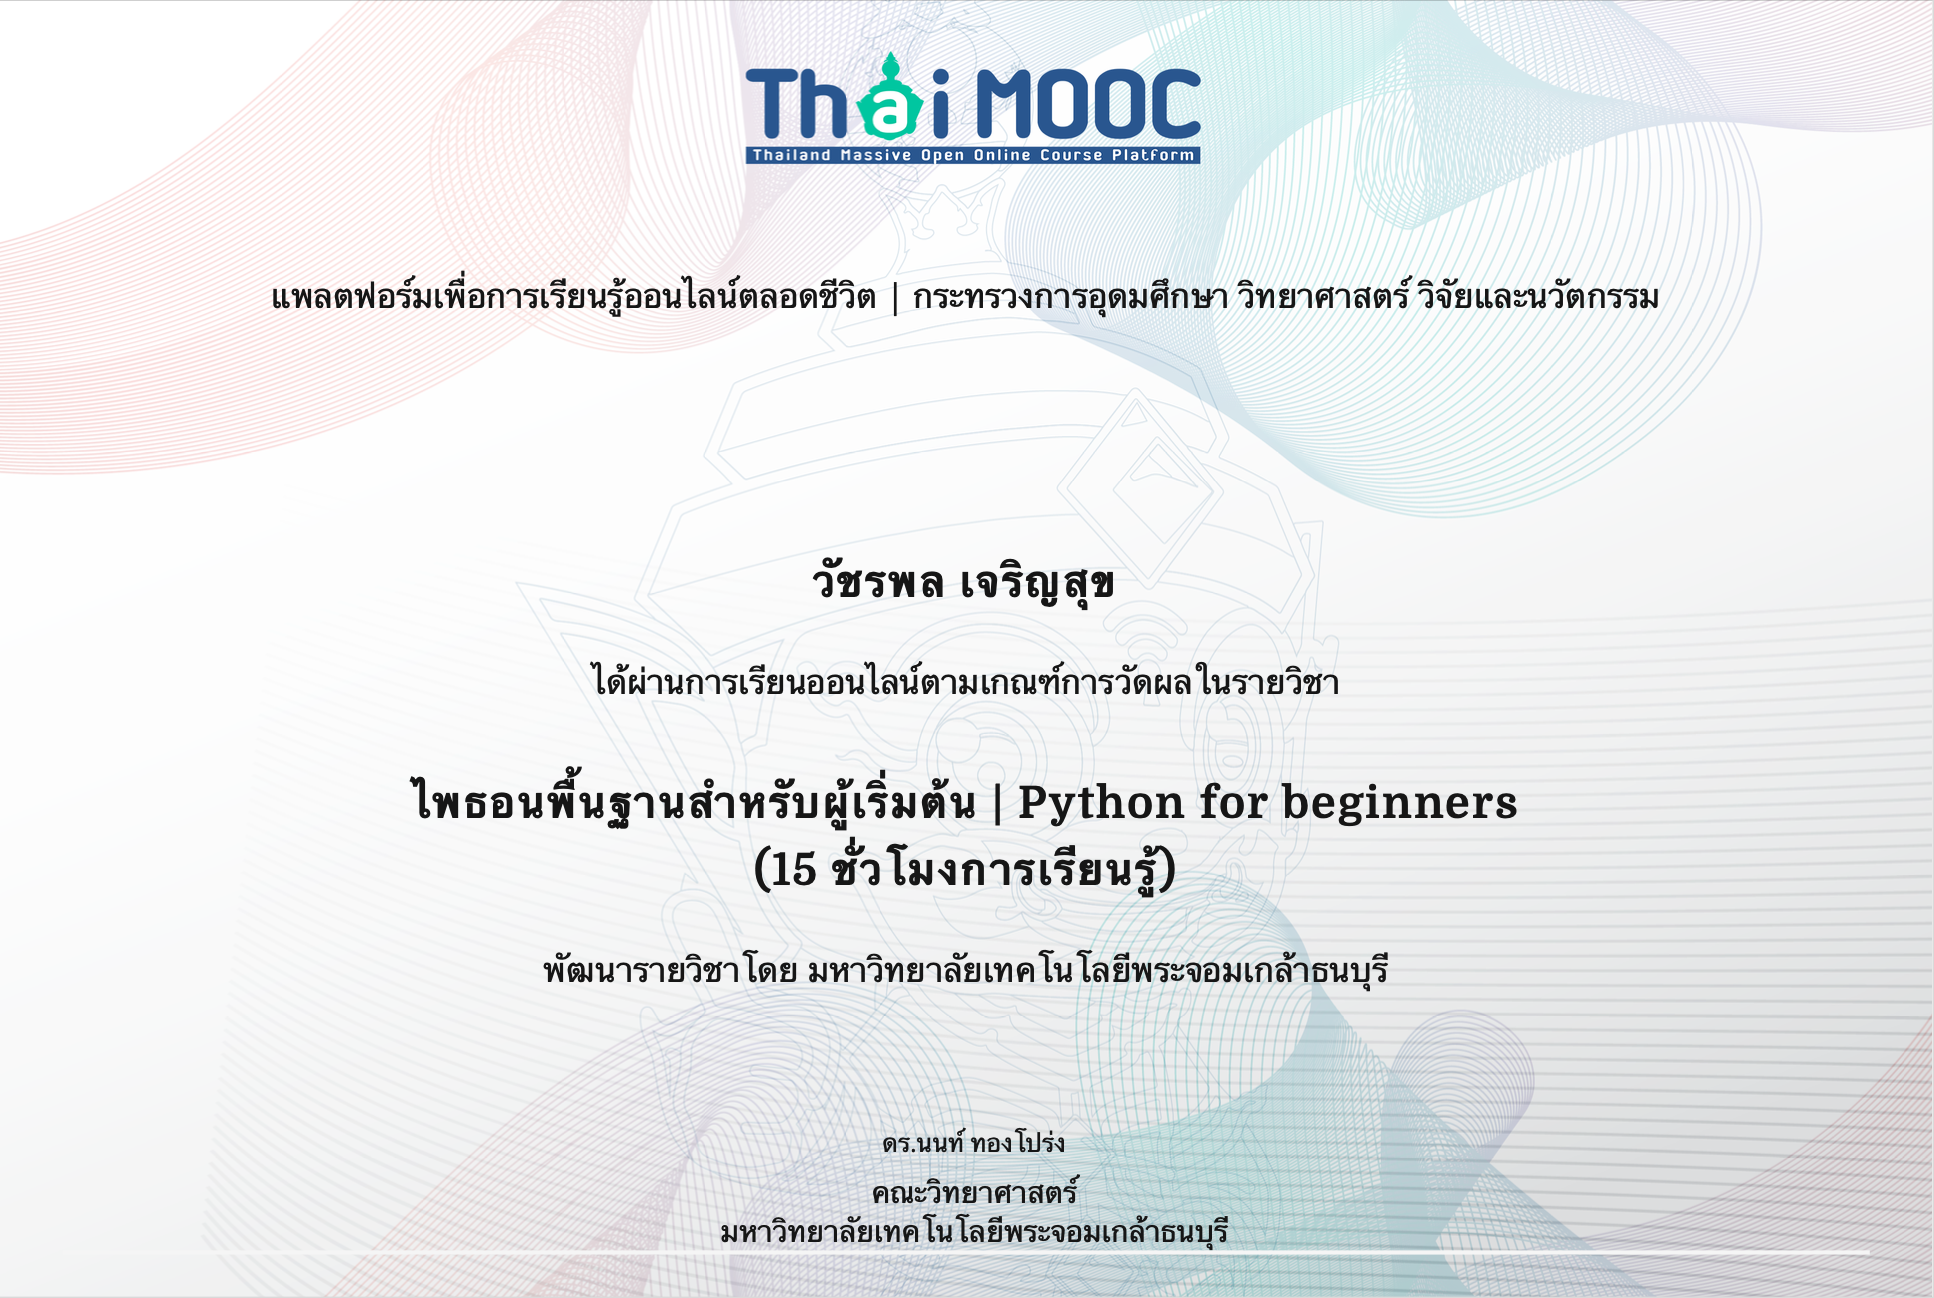 Thai MOOC
Thailand Massive Open Online Course Platform
แพลตฟอร์มเพื่อการเรียนรู้ออนไลน์ตลอดชีวิต | กระทรวงการอุดมศึกษา วิทยาศาสตร์ วิจัยและนวัตกรรม
วัชรพล เจริญสุข
ได้ผ่านการเรียนออนไลน์ตามเกณฑ์การวัดผลในรายวิชา
ไพธอนพื้นฐานสำหรับผู้เริ่มต้น | Python for beginners
(15 ชั่วโมงการเรียนรู้)
พัฒนารายวิชาโดย มหาวิทยาลัยเทคโนโลยีพระจอมเกล้าธนบุรี
ดร.นนท์ ทองโปร่ง
คณะวิทยาศาสตร์
มหาวิทยาลัยเทคโนโลยีพระจอมเกล้าธนบุรี